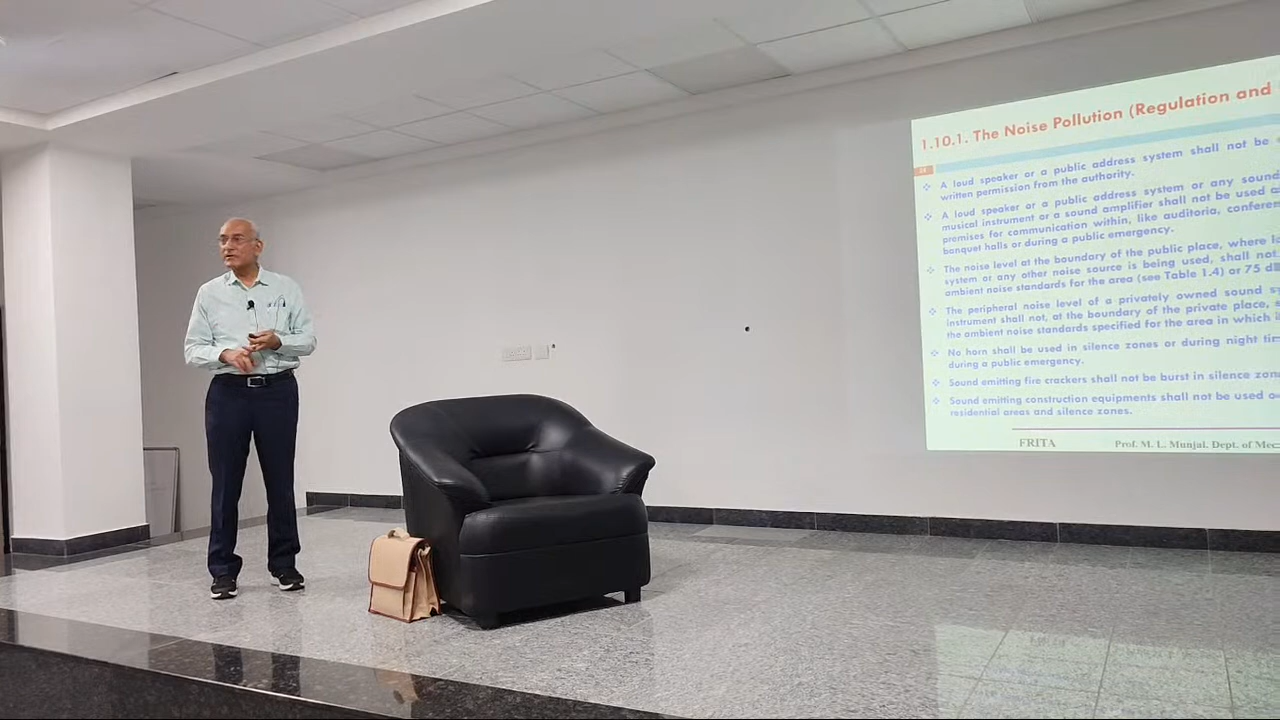 1.10.1. The Noise Pollution (Regulation and
A loud speaker or a public address system shall not be
written permission from the authority.
A loud speaker or a public address system or any sound
musical instrument or a sound amplifier shall not be used
premises for communication within, like auditoria,
banquet halls or during a public emergency.
The noise level at the boundary of the public place, where
system or any other noise source is being used, shall not
ambient noise standards for the area (see Table 1.4) or 75
The peripheral noise level of a privately owned sound
instrument shall not, at the boundary of the private place,
the ambient noise standards specified for the area in which
No horn shall be used in silence zones or during night
during a public emergency.
Sound emitting fire crackers shall not be burst in silence
Sound emitting construction equipments shall not be used
residential areas and silence zones.
FRITA Prof. M. L. Munjal, Dept. of